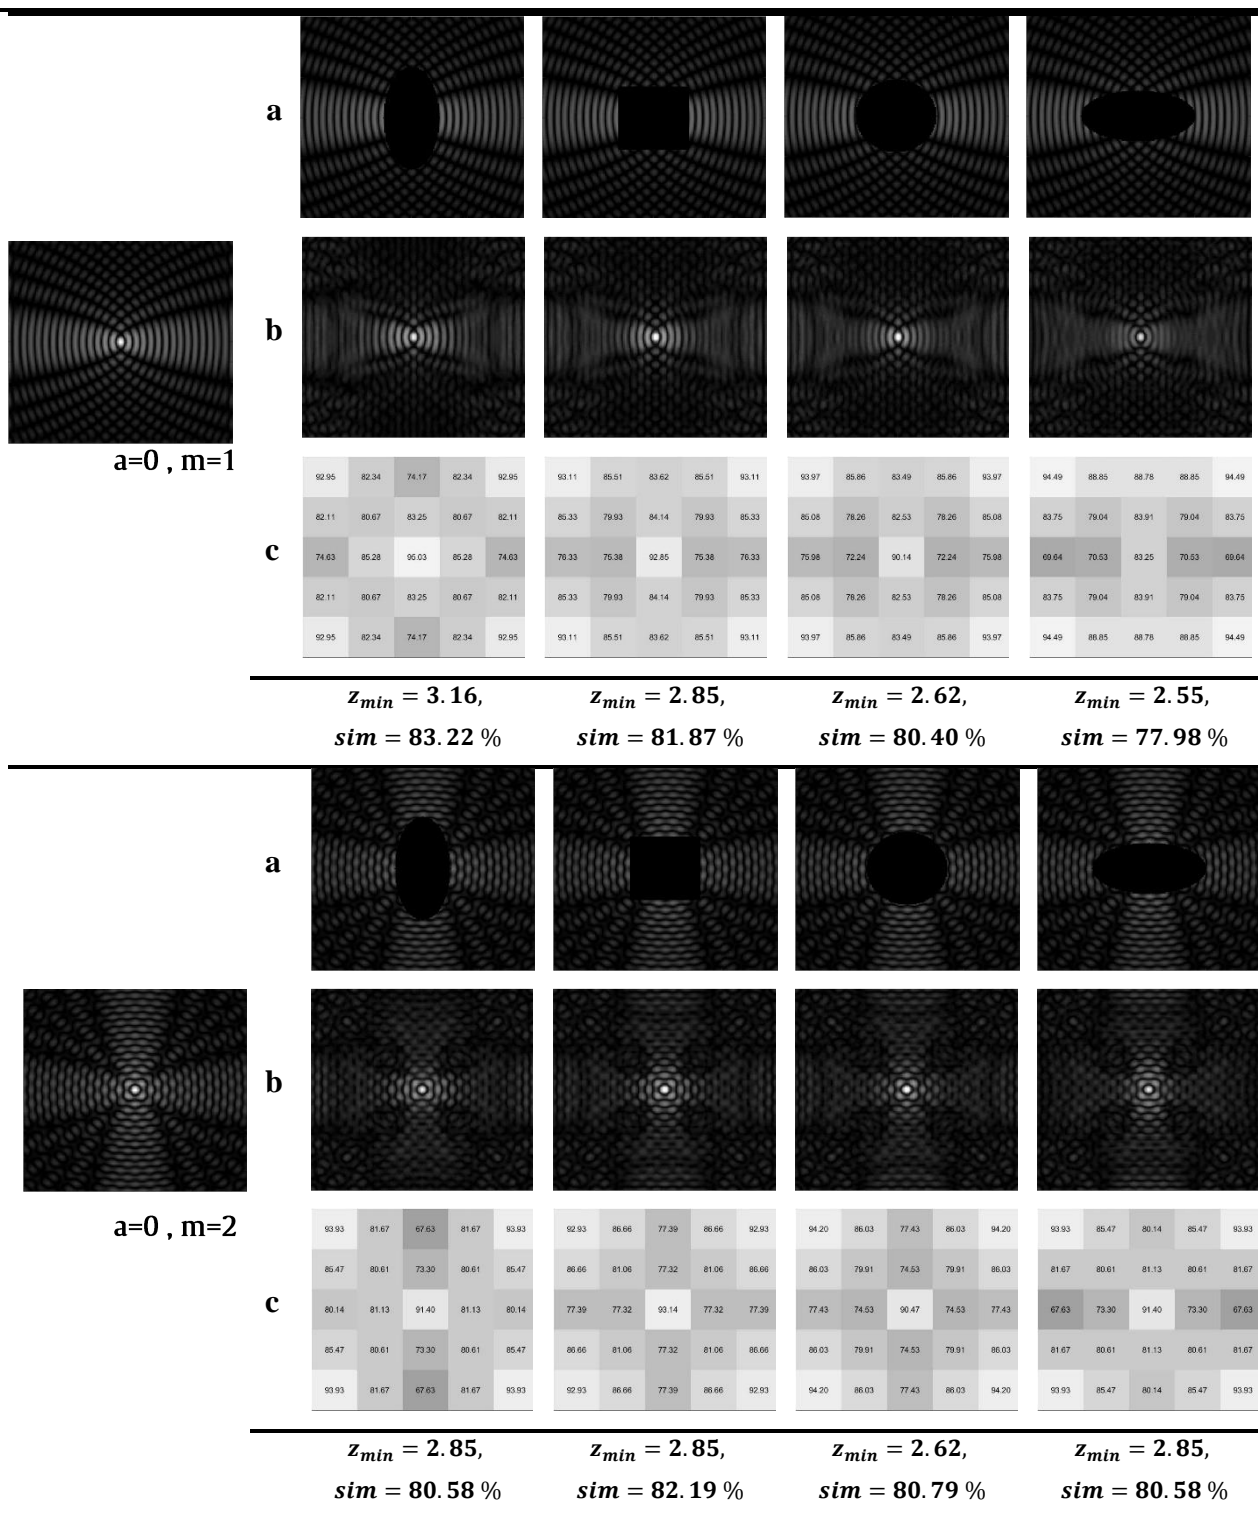 a
b
a=0 , m=1
c
92.95 82.34 74.17 82.34 92.95 93.11 85.51 83.62 85.51 93.11 93.97 85.86 83.49 85.86 93.97 94.49 88.85 88.78 88.85 94.49
82.11 80.67 83.25 80.67 82.11 85.33 79.93 84.14 79.93 85.33 85.08 78.26 82.53 78.26 85.08 83.75 79.04 83.91 79.04 83.75
74.63 85.28 95.03 85.28 74.63 76.33 75.38 92.85 75.38 76.33 75.98 72.24 90.14 72.24 75.98 69.64 70.53 83.25 70.53 69.64
82.11 80.67 83.25 80.67 82.11 85.33 79.93 84.14 79.93 85.33 85.08 78.26 82.53 78.26 85.08 83.75 79.04 83.91 79.04 83.75
92.95 82.34 74.17 82.34 92.95 93.11 85.51 83.62 85.51 93.11 93.97 85.86 83.49 85.86 93.97 94.49 88.85 88.78 88.85 94.49
z_min = 3.16, z_min = 2.85, z_min = 2.62, z_min = 2.55,
sim = 83.22 % sim = 81.87 % sim = 80.40 % sim = 77.98 %
a
b
a=0 , m=2
c
93.93 81.67 67.63 81.67 93.93 92.93 86.66 77.39 86.66 92.93 94.20 86.03 77.43 86.03 94.20 93.93 85.47 80.14 85.47 93.93
85.47 80.61 73.30 80.61 85.47 86.66 81.06 77.32 81.06 86.66 86.03 79.91 74.53 79.91 86.03 81.67 80.61 81.13 80.61 81.67
80.14 81.13 91.40 81.13 80.14 77.39 77.32 93.14 77.32 77.39 77.43 74.53 90.47 74.53 77.43 67.63 73.30 91.40 73.30 67.63
85.47 80.61 73.30 80.61 85.47 86.66 81.06 77.32 81.06 86.66 86.03 79.91 74.53 79.91 86.03 81.67 80.61 81.13 80.61 81.67
93.93 81.67 67.63 81.67 93.93 92.93 86.66 77.39 86.66 92.93 94.20 86.03 77.43 86.03 94.20 93.93 85.47 80.14 85.47 93.93
z_min = 2.85, z_min = 2.85, z_min = 2.62, z_min = 2.85,
sim = 80.58 % sim = 82.19 % sim = 80.79 % sim = 80.58 %